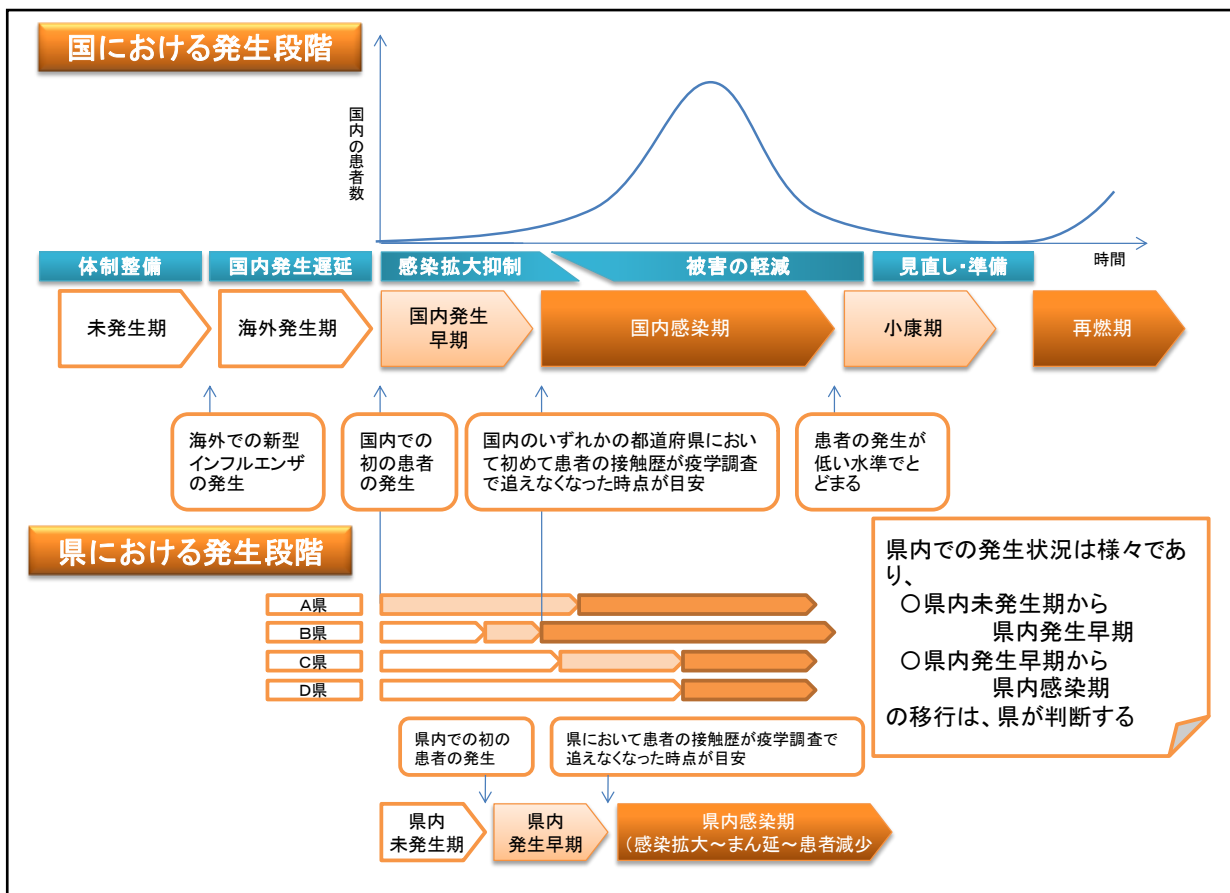 国における発生段階
国内の患者数
時間
体制整備
国内発生遅延
感染拡大抑制
被害の軽減
見直し・準備
未発生期
海外発生期
国内発生
早期
国内感染期
小康期
再燃期
海外での新型
インフルエンザ
の発生
国内での
初の患者
の発生
国内のいずれかの都道府県におい
て初めて患者の接触歴が疫学調査
で追えなくなった時点が目安
患者の発生が
低い水準でと
どまる
県における発生段階
A県
B県
C県
D県
県内での発生状況は様々であ
り、
○県内未発生期から
県内発生早期
○県内発生早期から
県内感染期
の移行は、県が判断する
県内での初の
患者の発生
県において患者の接触歴が疫学調査で
追えなくなった時点が目安
県内
未発生期
県内
発生早期
県内感染期
(感染拡大～まん延～患者減少